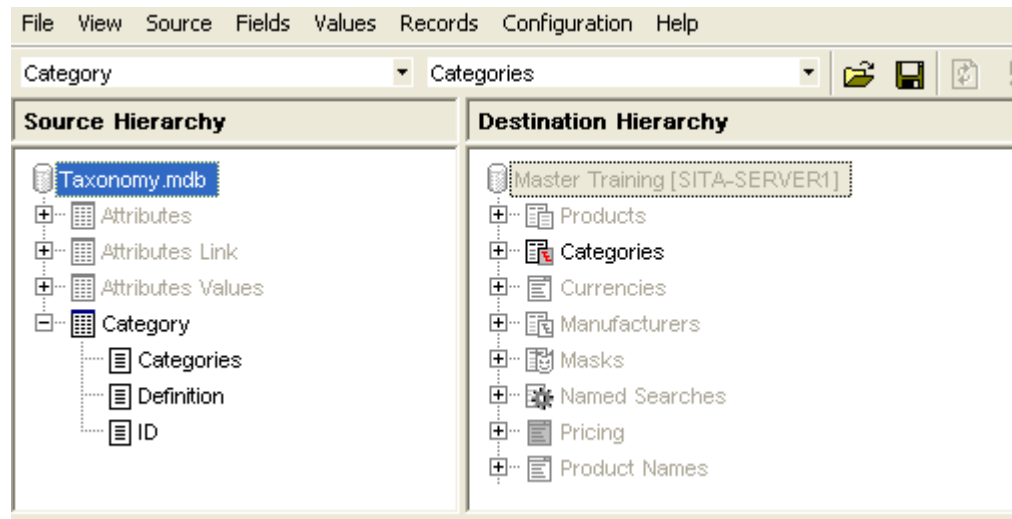 File View Source Fields Values Records Configuration Help
Category Categories
Source Hierarchy
Taxonomy.mdb
Attributes
Attributes Link
Attributes Values
Category
Categories
Definition
ID
Destination Hierarchy
Master Training [SITA-SERVER1]
Products
Categories
Currencies
Manufacturers
Masks
Named Searches
Pricing
Product Names